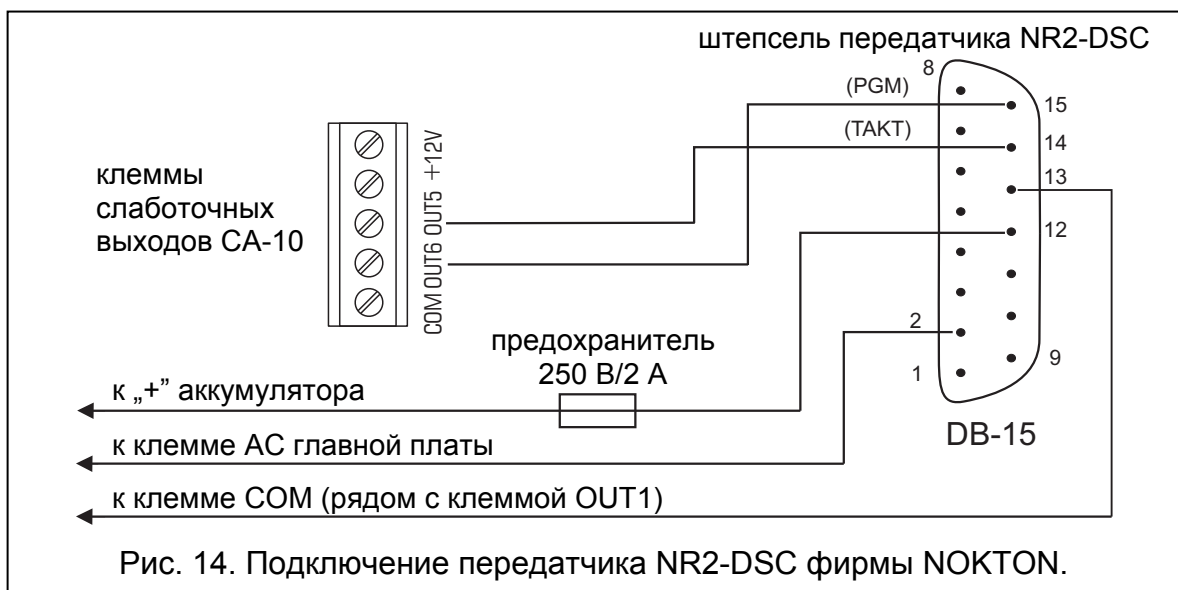 штепсель передатчика NR2-DSC
8
(PGM)
15
(TAKT)
14
13
12
2
1
9
DB-15
клеммы
слаботочных
выходов CA-10
COM OUT6 OUT5 +12V
предохранитель
250 В/2 А
к „+” аккумулятора
к клемме AC главной платы
к клемме COM (рядом с клеммой OUT1)
Рис. 14. Подключение передатчика NR2-DSC фирмы NOKTON.